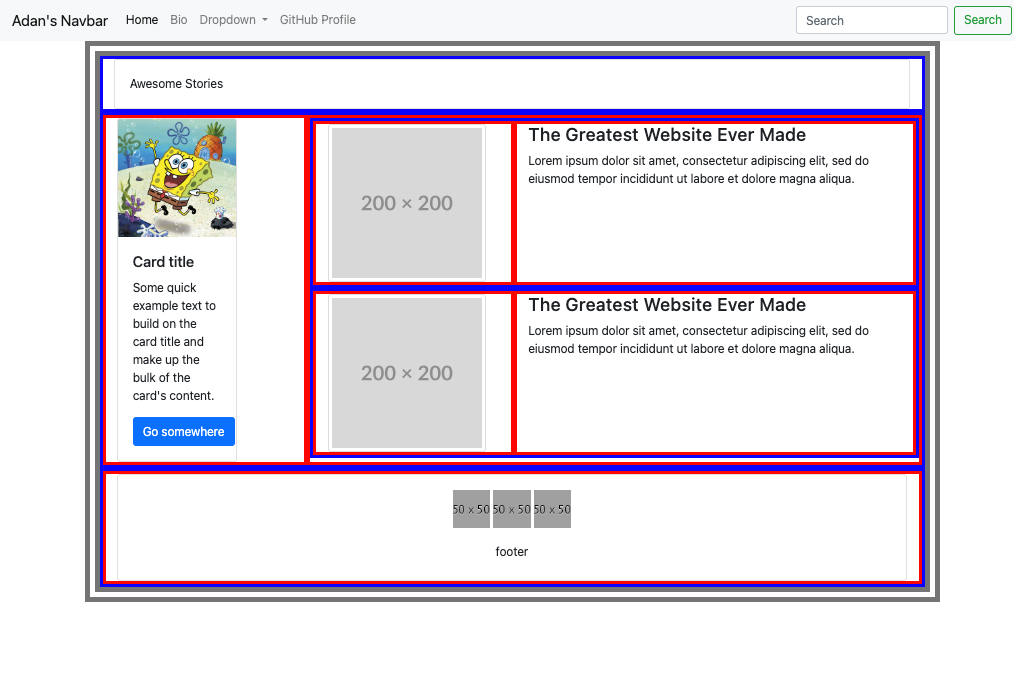 Adan's Navbar Home Bio Dropdown GitHub Profile Search Search
Awesome Stories
Card title
Some quick
example text to
build on the
card title and
make up the
bulk of the
card's content.
Go somewhere
200 × 200
The Greatest Website Ever Made
Lorem ipsum dolor sit amet, consectetur adipiscing elit, sed do
eiusmod tempor incididunt ut labore et dolore magna aliqua.
200 × 200
The Greatest Website Ever Made
Lorem ipsum dolor sit amet, consectetur adipiscing elit, sed do
eiusmod tempor incididunt ut labore et dolore magna aliqua.
50 x 50 50 x 50 50 x 50
footer